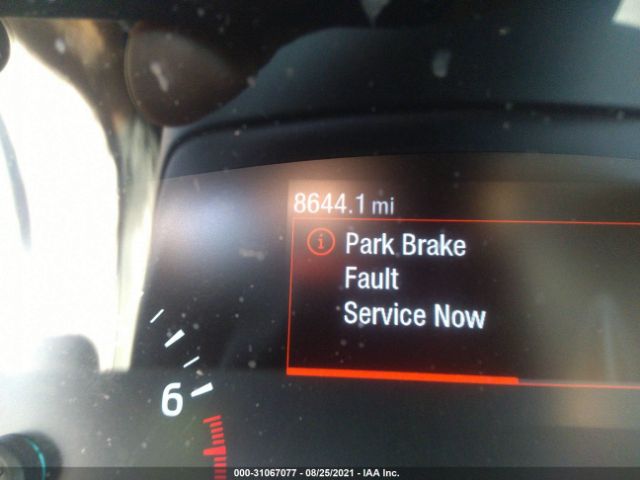 8644.1 mi
Park Brake
Fault
Service Now
6
000-31067077 - 08/25/2021 - IAA Inc.